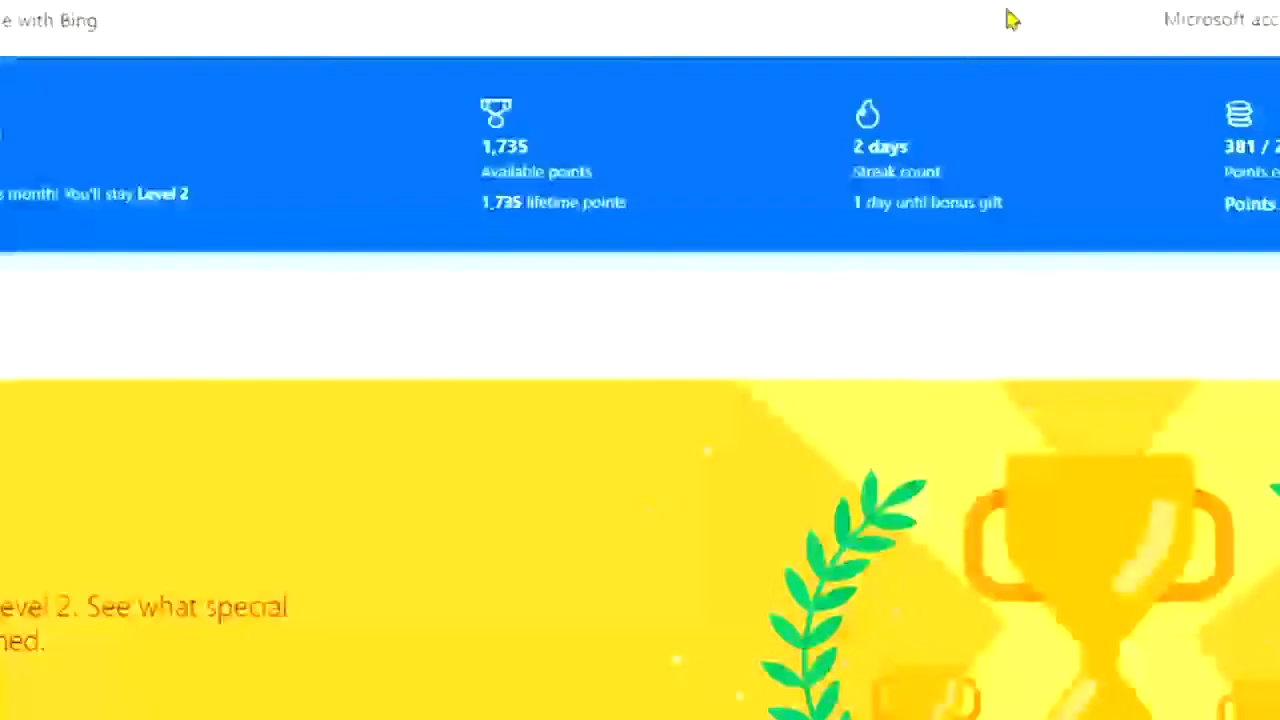 e with Bing
Microsoft acc
1,735
Available points
1,735 lifetime points
2 days
Streak count
1 day until bonus gift
381 / 2
Points e
Points
s month! You'll stay Level 2
evel 2. See what special
ned.